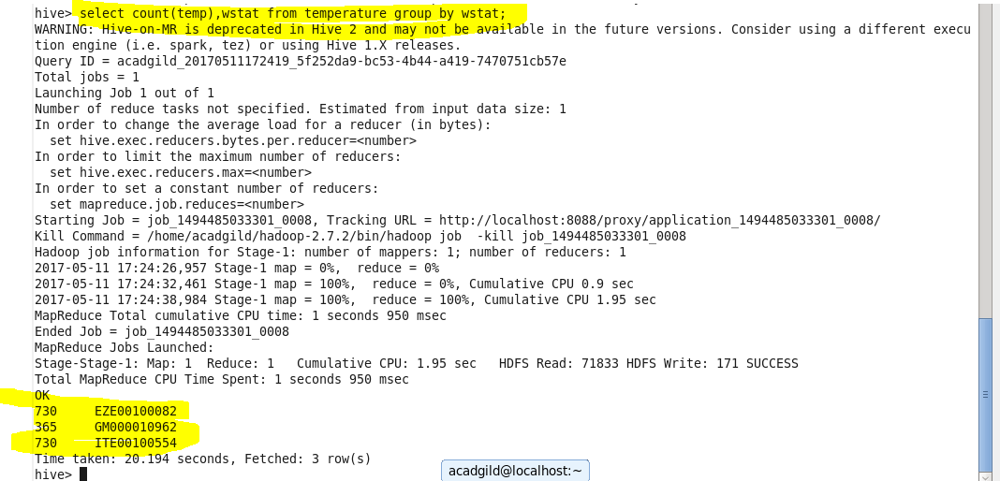 hive> select count(temp),wstat from temperature group by wstat;
WARNING: Hive-on-MR is deprecated in Hive 2 and may not be available in the future versions. Consider using a different execu
tion engine (i.e. spark, tez) or using Hive 1.X releases.
Query ID = acadgild_20170511172419_5f252da9-bc53-4b44-a419-7470751cb57e
Total jobs = 1
Launching Job 1 out of 1
Number of reduce tasks not specified. Estimated from input data size: 1
In order to change the average load for a reducer (in bytes):
  set hive.exec.reducers.bytes.per.reducer=<number>
In order to limit the maximum number of reducers:
  set hive.exec.reducers.max=<number>
In order to set a constant number of reducers:
  set mapreduce.job.reduces=<number>
Starting Job = job_1494485033301_0008, Tracking URL = http://localhost:8088/proxy/application_1494485033301_0008/
Kill Command = /home/acadgild/hadoop-2.7.2/bin/hadoop job  -kill job_1494485033301_0008
Hadoop job information for Stage-1: number of mappers: 1; number of reducers: 1
2017-05-11 17:24:26,957 Stage-1 map = 0%,  reduce = 0%
2017-05-11 17:24:32,461 Stage-1 map = 100%,  reduce = 0%, Cumulative CPU 0.9 sec
2017-05-11 17:24:38,984 Stage-1 map = 100%,  reduce = 100%, Cumulative CPU 1.95 sec
MapReduce Total cumulative CPU time: 1 seconds 950 msec
Ended Job = job_1494485033301_0008
MapReduce Jobs Launched:
Stage-Stage-1: Map: 1  Reduce: 1   Cumulative CPU: 1.95 sec   HDFS Read: 71833 HDFS Write: 171 SUCCESS
Total MapReduce CPU Time Spent: 1 seconds 950 msec
OK
730     EZE00100082
365     GM000010962
730     ITE00100554
Time taken: 20.194 seconds, Fetched: 3 row(s)
hive>
acadgild@localhost:~